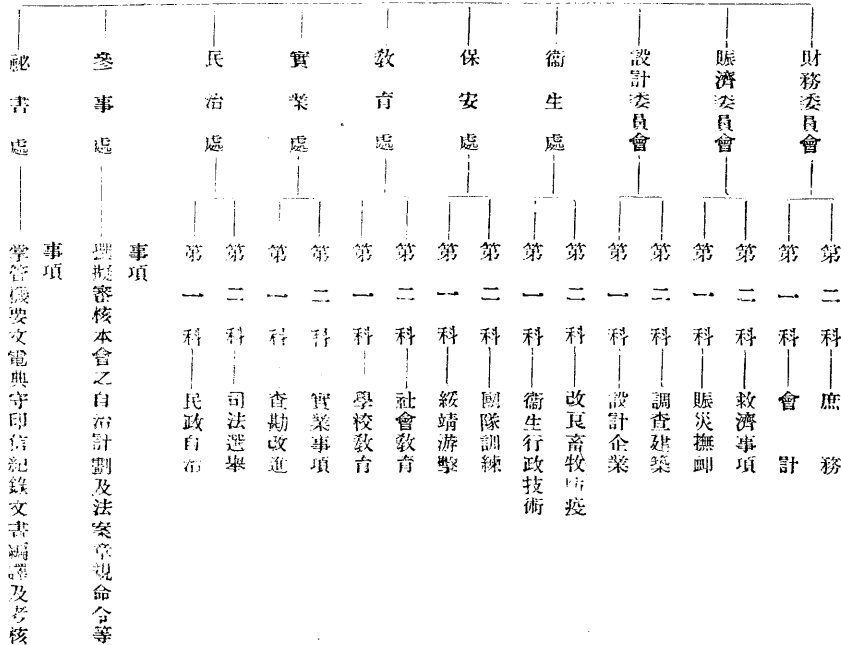 祕書處
掌管機要文電典守印信紀錄文書編譯及考核
事項
參事處
撰擬審核本會之自治計劃及法案章規命令等
事項
民治處
第一科
民政自治
第二科
司法選舉
實業處
第一科
查勘改進
第二科
實業事項
教育處
第一科
學校教育
第二科
社會教育
保安處
第一科
綏靖游擊
第二科
團隊訓練
衞生處
第一科
衞生行政技術
第二科
改良畜牧防疫
設計委員會
第一科
設計企業
第二科
調查建築
賑濟委員會
第一科
賑災撫卹
第二科
救濟事項
財務委員會
第一科
會計
第二科
庶務